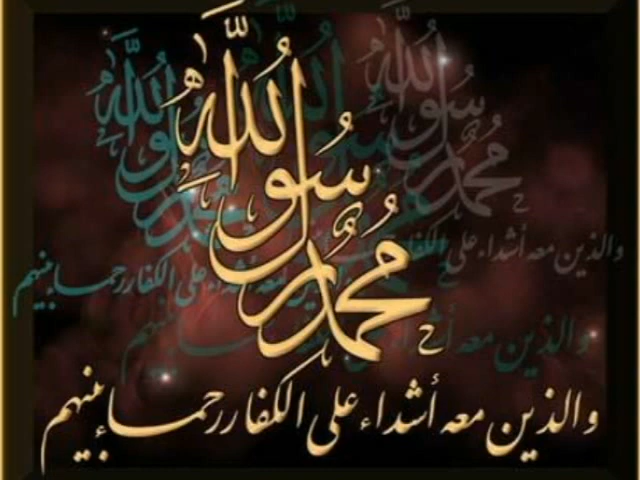 محمد رسول الله
والذين معه أشداء على الكفار رحماء بينهم